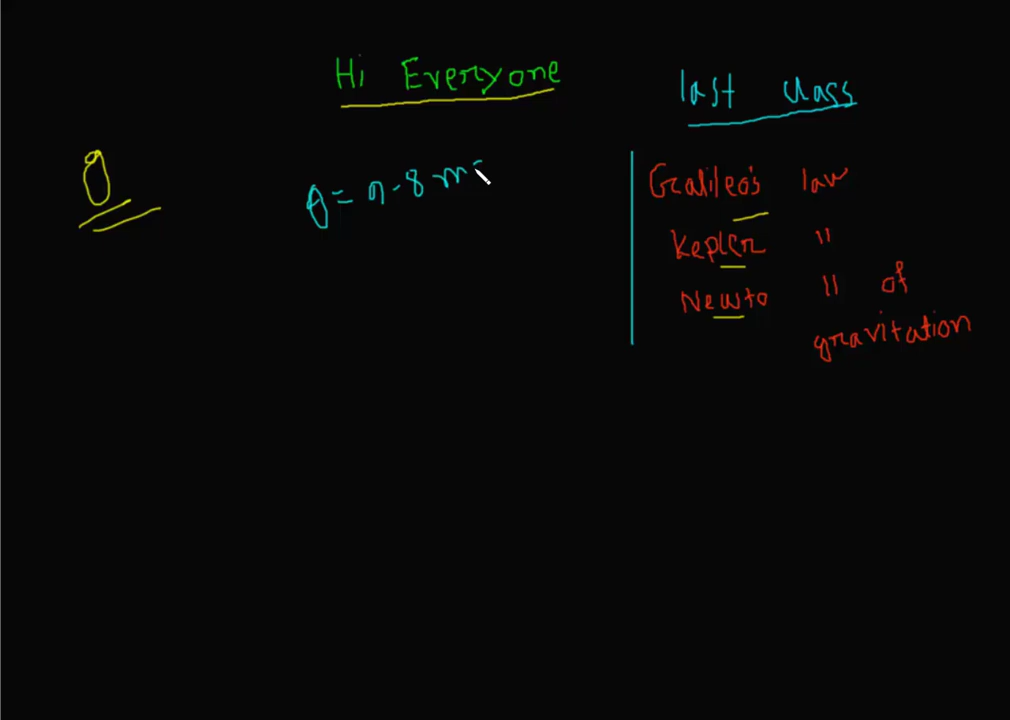 Hi Everyone
last class
g
g = 9.8 m
Galileo's law
Kepler "
Newto " of
gravitation